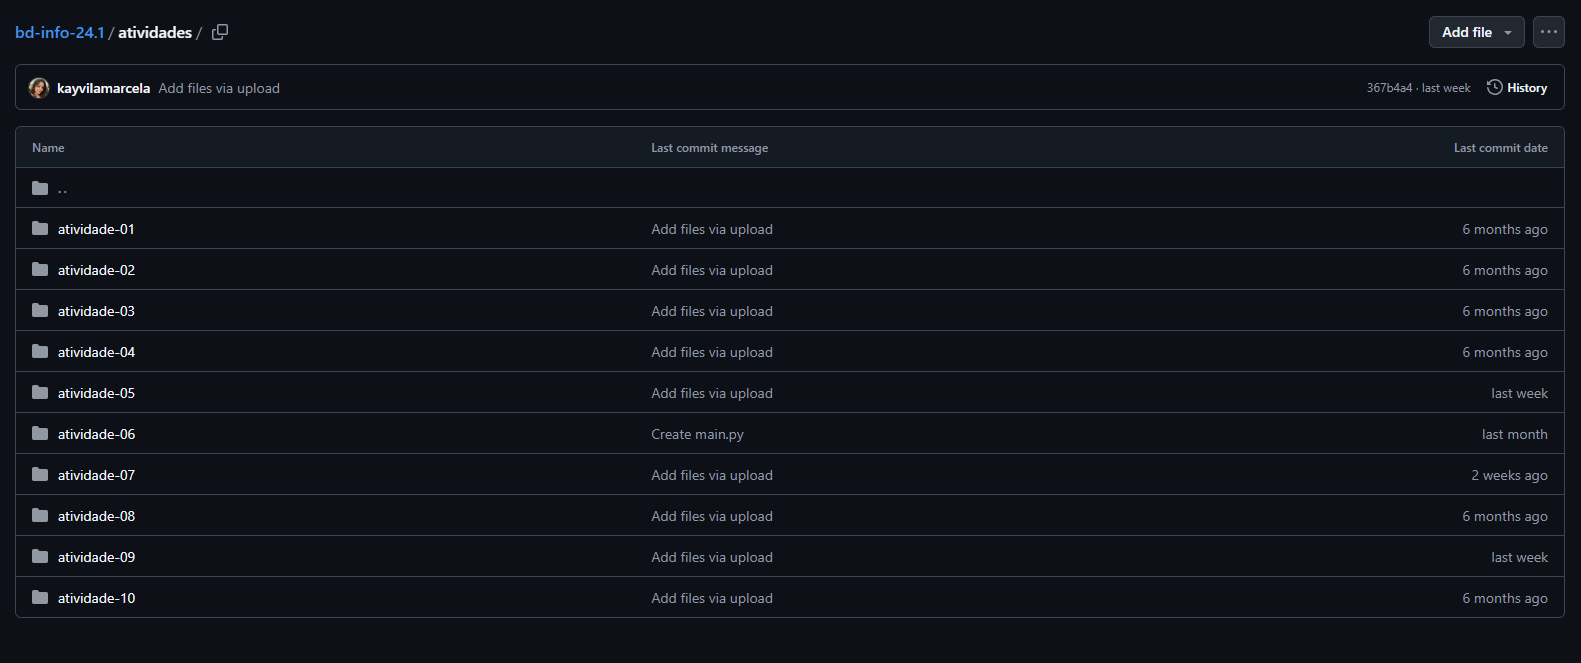 bd-info-24.1 / atividades /
Add file
kayvilamarcela Add files via upload
367b4a4 · last week
History
Name Last commit message Last commit date
..
atividade-01 Add files via upload 6 months ago
atividade-02 Add files via upload 6 months ago
atividade-03 Add files via upload 6 months ago
atividade-04 Add files via upload 6 months ago
atividade-05 Add files via upload last week
atividade-06 Create main.py last month
atividade-07 Add files via upload 2 weeks ago
atividade-08 Add files via upload 6 months ago
atividade-09 Add files via upload last week
atividade-10 Add files via upload 6 months ago